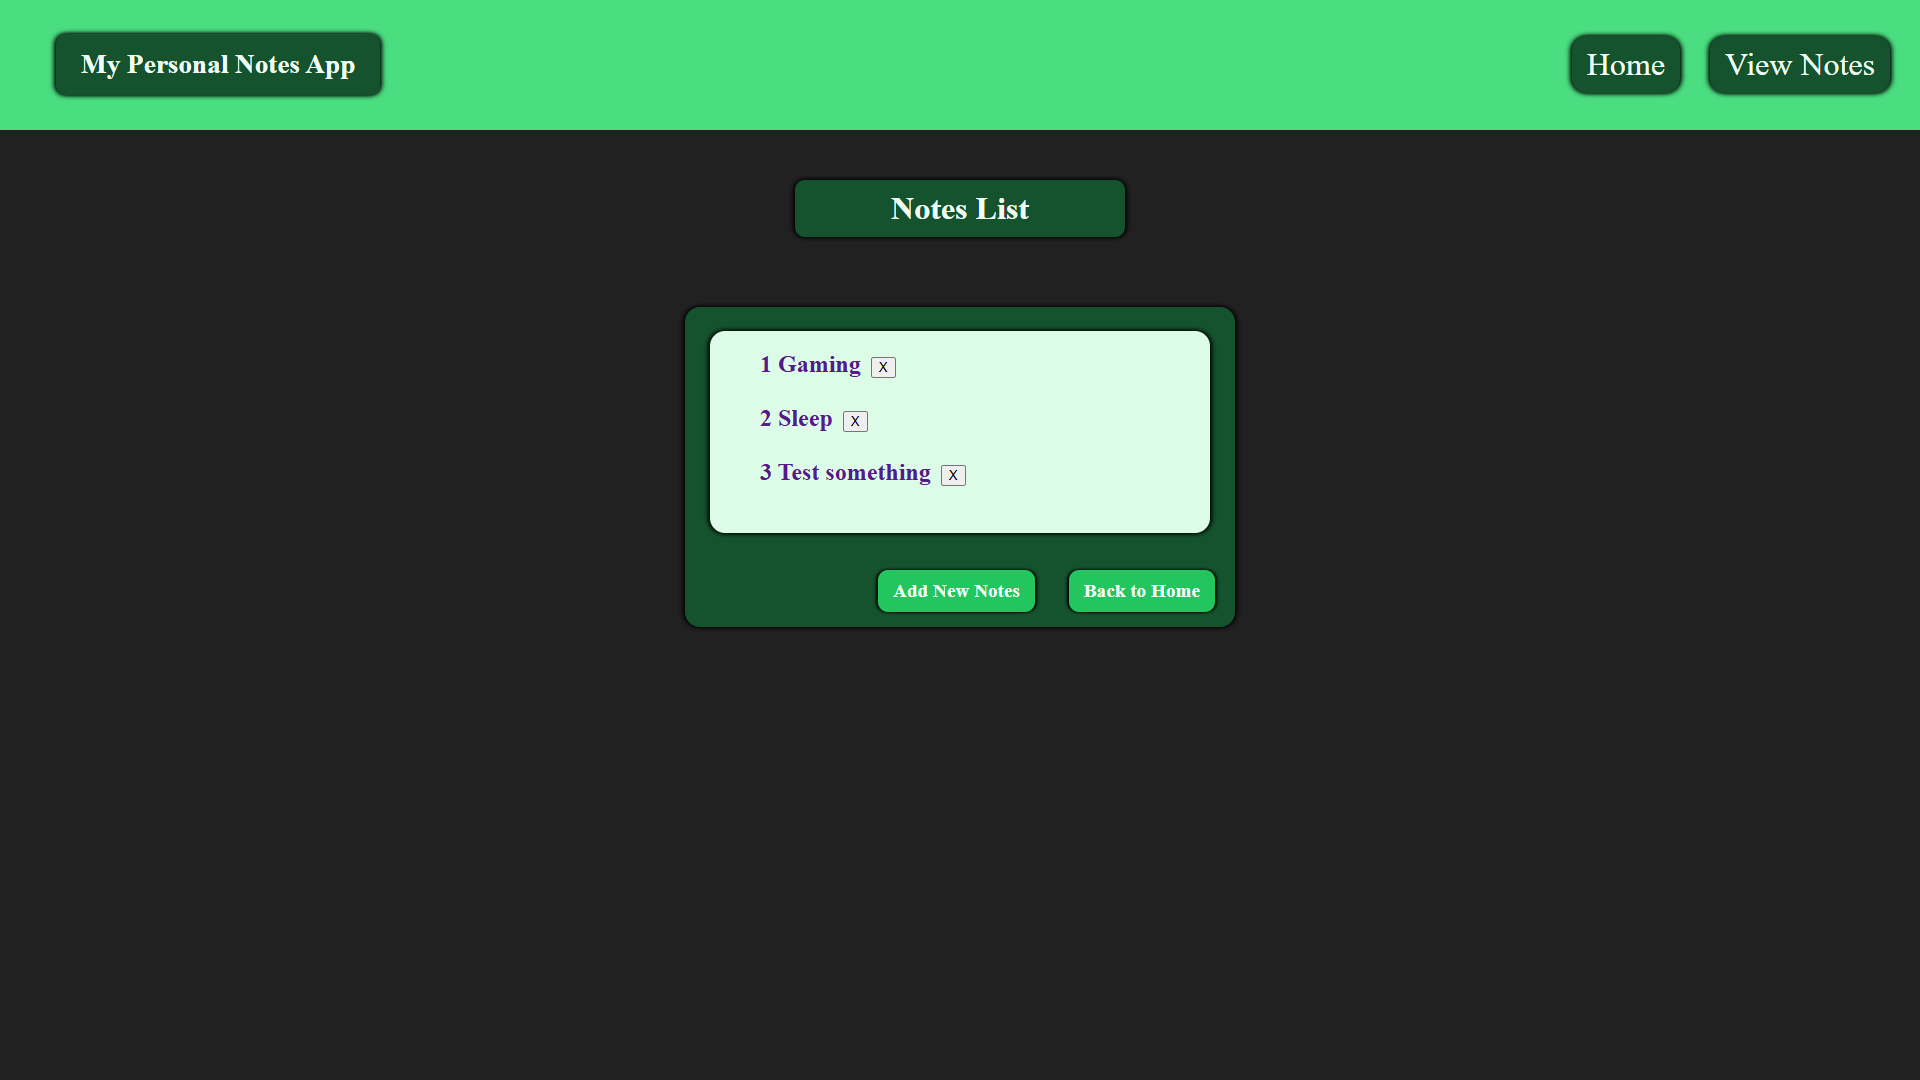 My Personal Notes App
Home
View Notes
Notes List
1 Gaming X
2 Sleep X
3 Test something X
Add New Notes
Back to Home